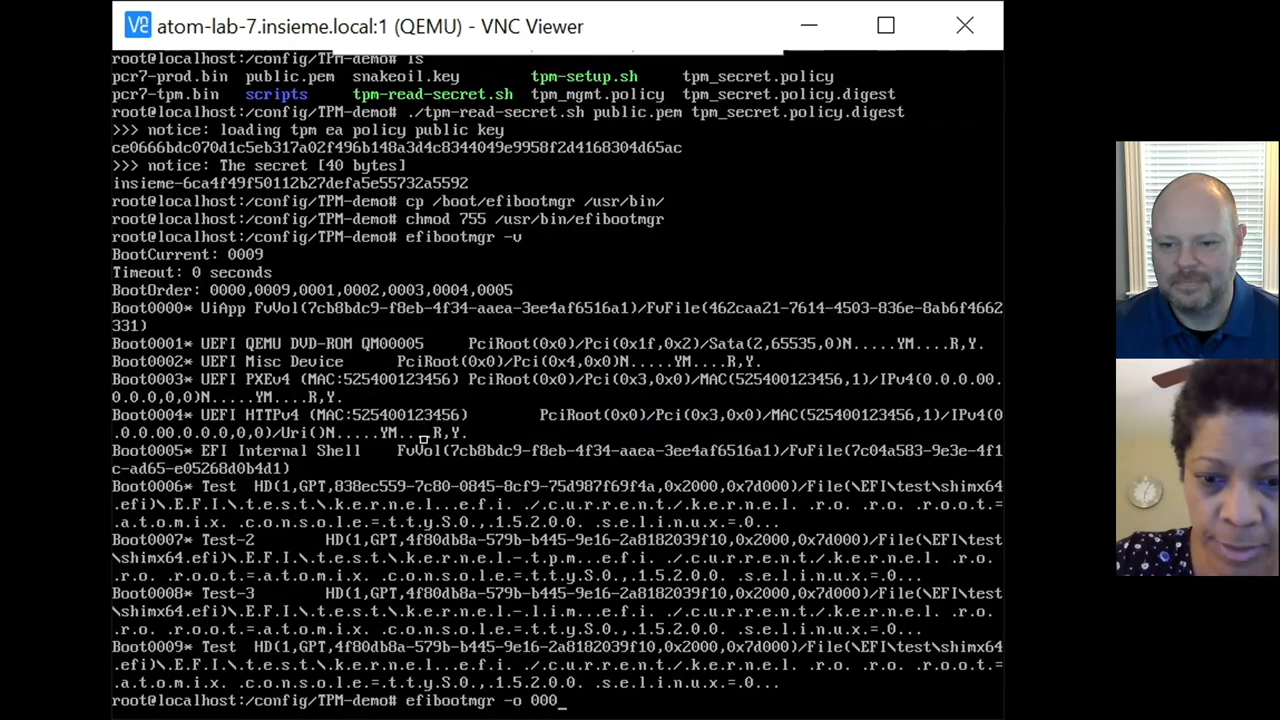 atom-lab-7.insieme.local:1 (QEMU) - VNC Viewer
root@localhost:/config/TPM-demo# ls
pcr7-prod.bin public.pem snakeoil.key tpm-setup.sh tpm_secret.policy
pcr7-tpm.bin scripts tpm-read-secret.sh tpm_mgmt.policy tpm_secret.policy.digest
root@localhost:/config/TPM-demo# ./tpm-read-secret.sh public.pem tpm_secret.policy.digest
>>> notice: loading tpm ea policy public key
ce0666bdc070d1c5eb317a02f496b148a3d4c8344049e9958f2d4168304d65ac
>>> notice: The secret [40 bytes]
insieme-6ca4f49f50112b27defa5e55732a5592
root@localhost:/config/TPM-demo# cp /boot/efibootmgr /usr/bin/
root@localhost:/config/TPM-demo# chmod 755 /usr/bin/efibootmgr
root@localhost:/config/TPM-demo# efibootmgr -v
BootCurrent: 0009
Timeout: 0 seconds
BootOrder: 0000,0009,0001,0002,0003,0004,0005
Boot0000* UiApp FvVol(7cb8bdc9-f8eb-4f34-aaea-3ee4af6516a1)/FvFile(462caa21-7614-4503-836e-8ab6f4662
331)
Boot0001* UEFI QEMU DVD-ROM QM00005 PciRoot(0x0)/Pci(0x1f,0x2)/Sata(2,65535,0)N.....YM....R,Y.
Boot0002* UEFI Misc Device PciRoot(0x0)/Pci(0x4,0x0)N.....YM....R,Y.
Boot0003* UEFI PXEv4 (MAC:525400123456) PciRoot(0x0)/Pci(0x3,0x0)/MAC(525400123456,1)/IPv4(0.0.0.00.
0.0.0,0,0)N.....YM....R,Y.
Boot0004* UEFI HTTPv4 (MAC:525400123456) PciRoot(0x0)/Pci(0x3,0x0)/MAC(525400123456,1)/IPv4(0
.0.0.00.0.0.0,0,0)/Uri()N.....YM....R,Y.
Boot0005* EFI Internal Shell FvVol(7cb8bdc9-f8eb-4f34-aaea-3ee4af6516a1)/FvFile(7c04a583-9e3e-4f1
c-ad65-e05268d0b4d1)
Boot0006* Test HD(1,GPT,838ec559-7c80-0845-8cf9-75d987f69f4a,0x2000,0x7d000)/File(\EFI\test\shimx64
.efi)\.E.F.I.\.t.e.s.t.\.k.e.r.n.e.l...e.f.i. ./.c.u.r.r.e.n.t./.k.e.r.n.e.l. .r.o. .r.o. .r.o.o.t.=
.a.t.o.m.i.x. .c.o.n.s.o.l.e.=.t.t.y.S.0.,.1.5.2.0.0. .s.e.l.i.n.u.x.=.0...
Boot0007* Test-2 HD(1,GPT,4f80db8a-579b-b445-9e16-2a8182039f10,0x2000,0x7d000)/File(\EFI\test
\shimx64.efi)\.E.F.I.\.t.e.s.t.\.k.e.r.n.e.l.-.t.p.m...e.f.i. ./.c.u.r.r.e.n.t./.k.e.r.n.e.l. .r.o.
.r.o. .r.o.o.t.=.a.t.o.m.i.x. .c.o.n.s.o.l.e.=.t.t.y.S.0.,.1.5.2.0.0. .s.e.l.i.n.u.x.=.0...
Boot0008* Test-3 HD(1,GPT,4f80db8a-579b-b445-9e16-2a8182039f10,0x2000,0x7d000)/File(\EFI\test
\shimx64.efi)\.E.F.I.\.t.e.s.t.\.k.e.r.n.e.l.-.l.i.m...e.f.i. ./.c.u.r.r.e.n.t./.k.e.r.n.e.l. .r.o.
.r.o. .r.o.o.t.=.a.t.o.m.i.x. .c.o.n.s.o.l.e.=.t.t.y.S.0.,.1.5.2.0.0. .s.e.l.i.n.u.x.=.0...
Boot0009* Test HD(1,GPT,4f80db8a-579b-b445-9e16-2a8182039f10,0x2000,0x7d000)/File(\EFI\test\shimx64
.efi)\.E.F.I.\.t.e.s.t.\.k.e.r.n.e.l...e.f.i. ./.c.u.r.r.e.n.t./.k.e.r.n.e.l. .r.o. .r.o. .r.o.o.t.=
.a.t.o.m.i.x. .c.o.n.s.o.l.e.=.t.t.y.S.0.,.1.5.2.0.0. .s.e.l.i.n.u.x.=.0...
root@localhost:/config/TPM-demo# efibootmgr -o 000_